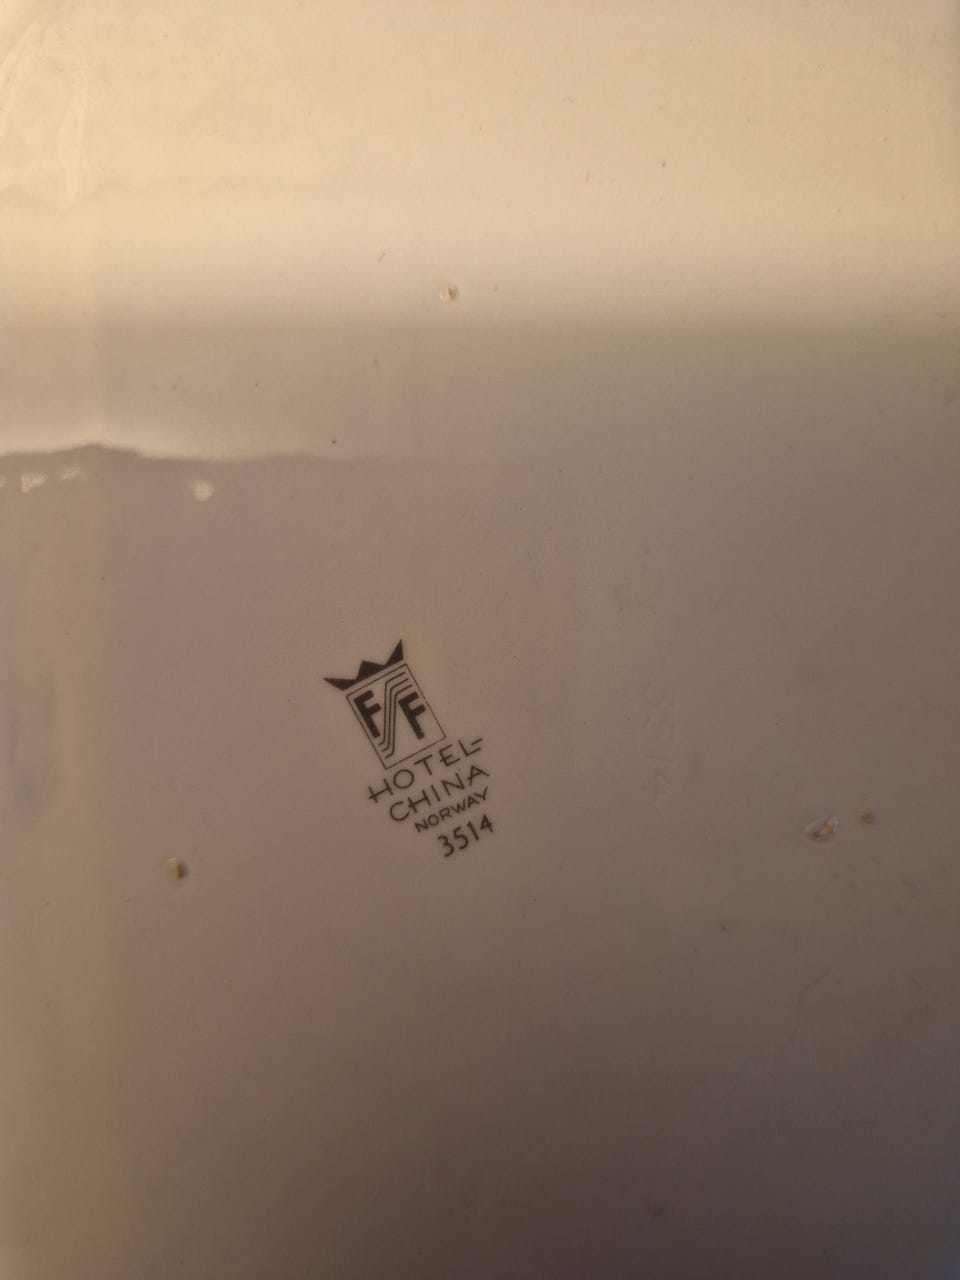 FF
HOTEL-
CHINA
NORWAY
3514
3514